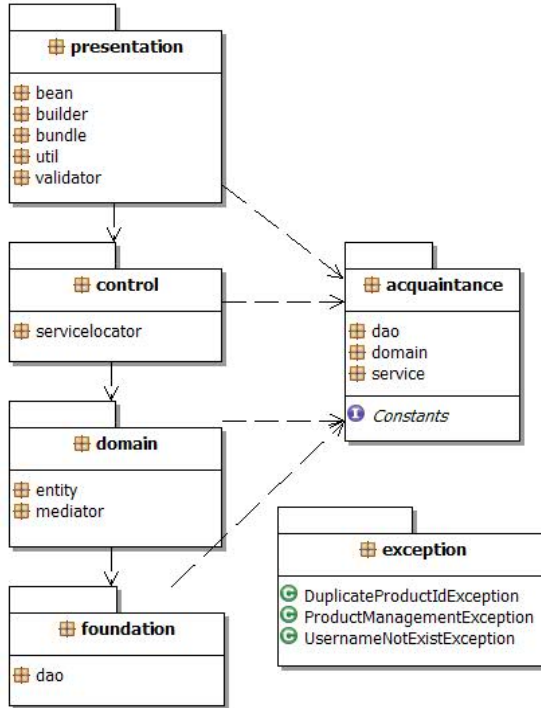 presentation
bean
builder
bundle
util
validator
control
servicelocator
acquaintance
dao
domain
service
Constants
domain
entity
mediator
exception
DuplicateProductIdException
ProductManagementException
UsernameNotExistException
foundation
dao